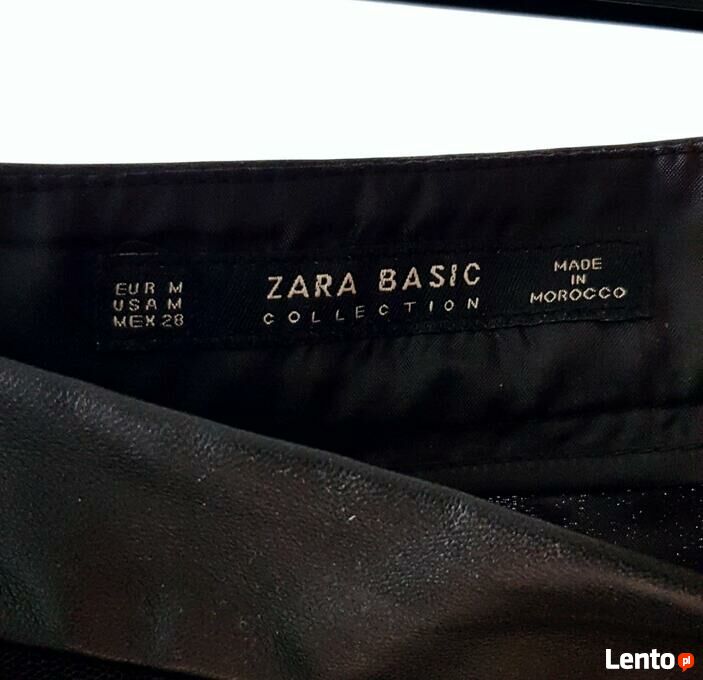 EUR M
USA M
MEX 28
ZARA BASIC
COLLECTION
MADE
IN
MOROCCO
Lento pl